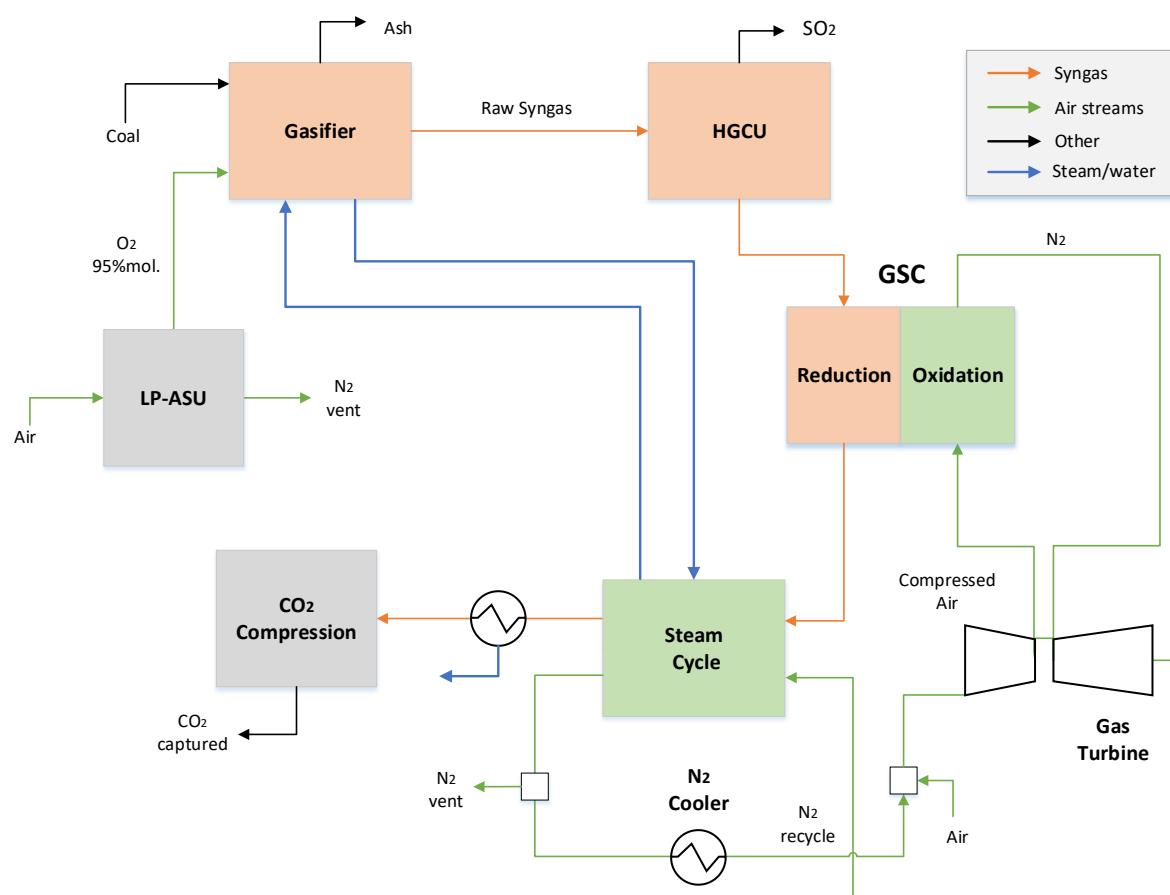 Ash
SO₂
Coal
Gasifier
Raw Syngas
HGCU
Syngas
Air streams
Other
Steam/water
O₂
95%mol.
N₂
GSC
LP-ASU
Air
N₂
vent
Reduction
Oxidation
CO₂
Compression
Steam
Cycle
Compressed
Air
CO₂
captured
Gas
Turbine
N₂
vent
N₂
Cooler
N₂
recycle
Air